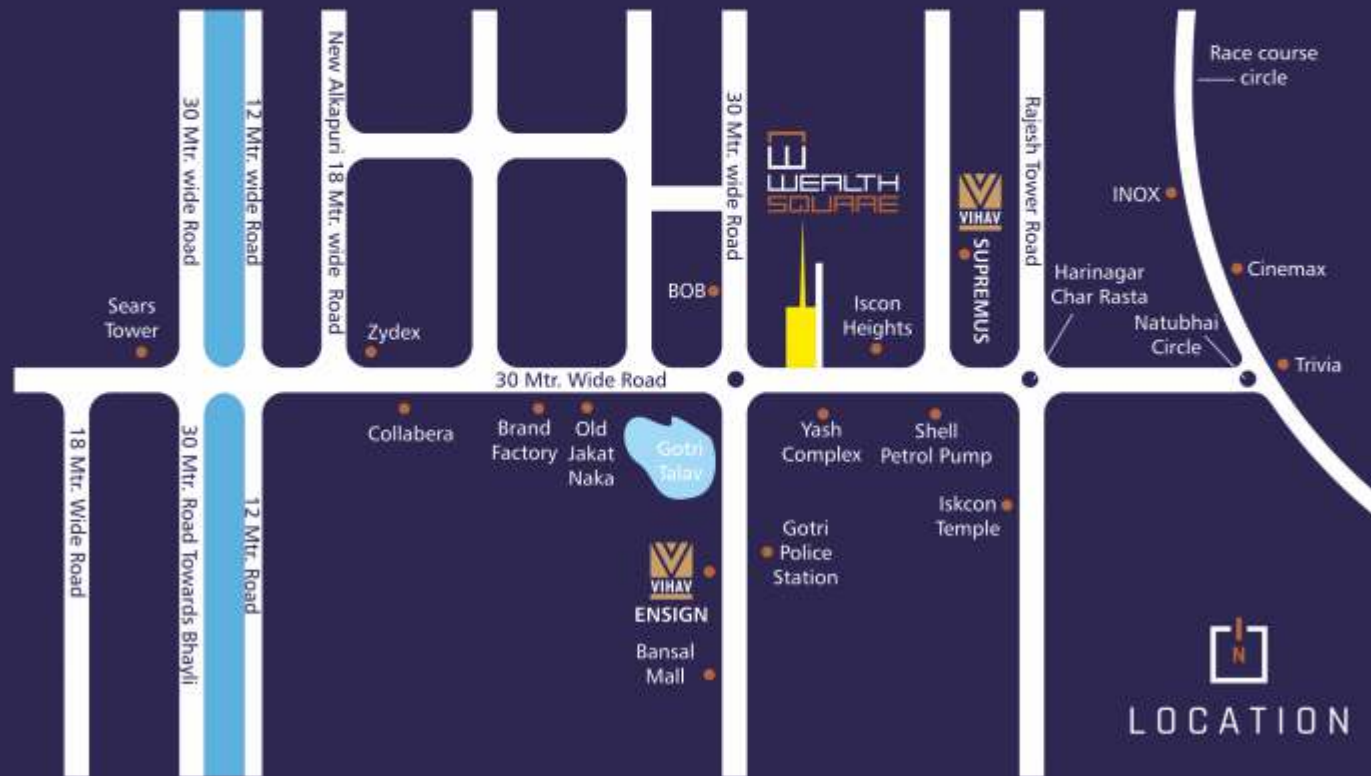 Race course
circle
30 Mtr. wide Road
12 Mtr. wide Road
New Alkapuri 18 Mtr. wide Road
30 Mtr. wide Road
WEALTH
SQUARE
VIHAV
SUPREMUS
Rajesh Tower Road
INOX
Cinemax
Harinagar
Char Rasta
Natubhai
Circle
Trivia
Sears
Tower
Zydex
BOB
Iscon
Heights
30 Mtr. Wide Road
Collabera
Brand
Factory
Old
Jakat
Naka
Gotri
Talav
Yash
Complex
Shell
Petrol Pump
Iskcon
Temple
18 Mtr. Wide Road
30 Mtr. Road Towards Bhayli
12 Mtr. Road
Gotri
Police
Station
VIHAV
ENSIGN
Bansal
Mall
N
LOCATION